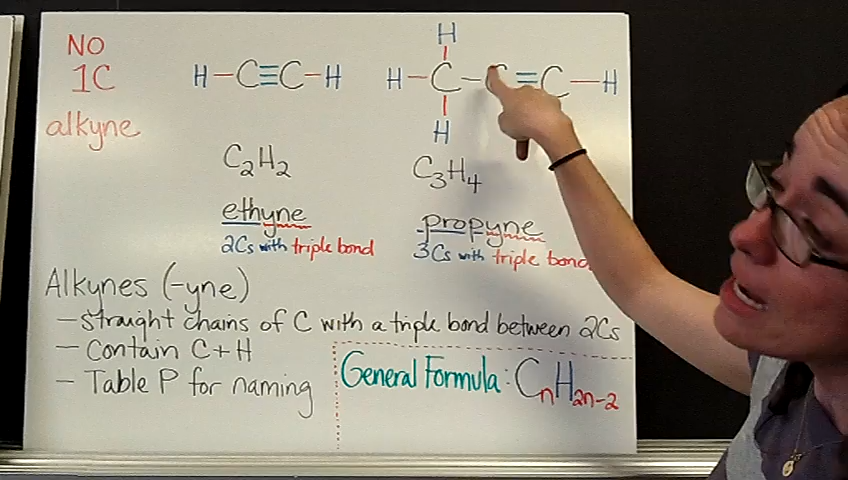 NO
1C
alkyne
H-C≡C-H
C₂H₂
ethyne
2Cs with triple bond
H
H-C-C≡C-H
H
C₃H₄
propyne
3Cs with triple bond
Alkynes (-yne)
- straight chains of C with a triple bond between 2Cs
- Contain C+H
- Table P for naming
General Formula: CₙH₂ₙ₋₂